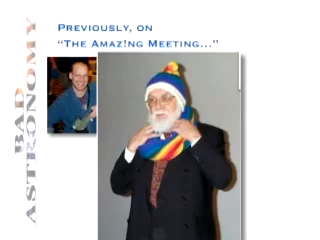 Previously, on
“The Amaz!ng Meeting...”
BAD
ASTRONOMY